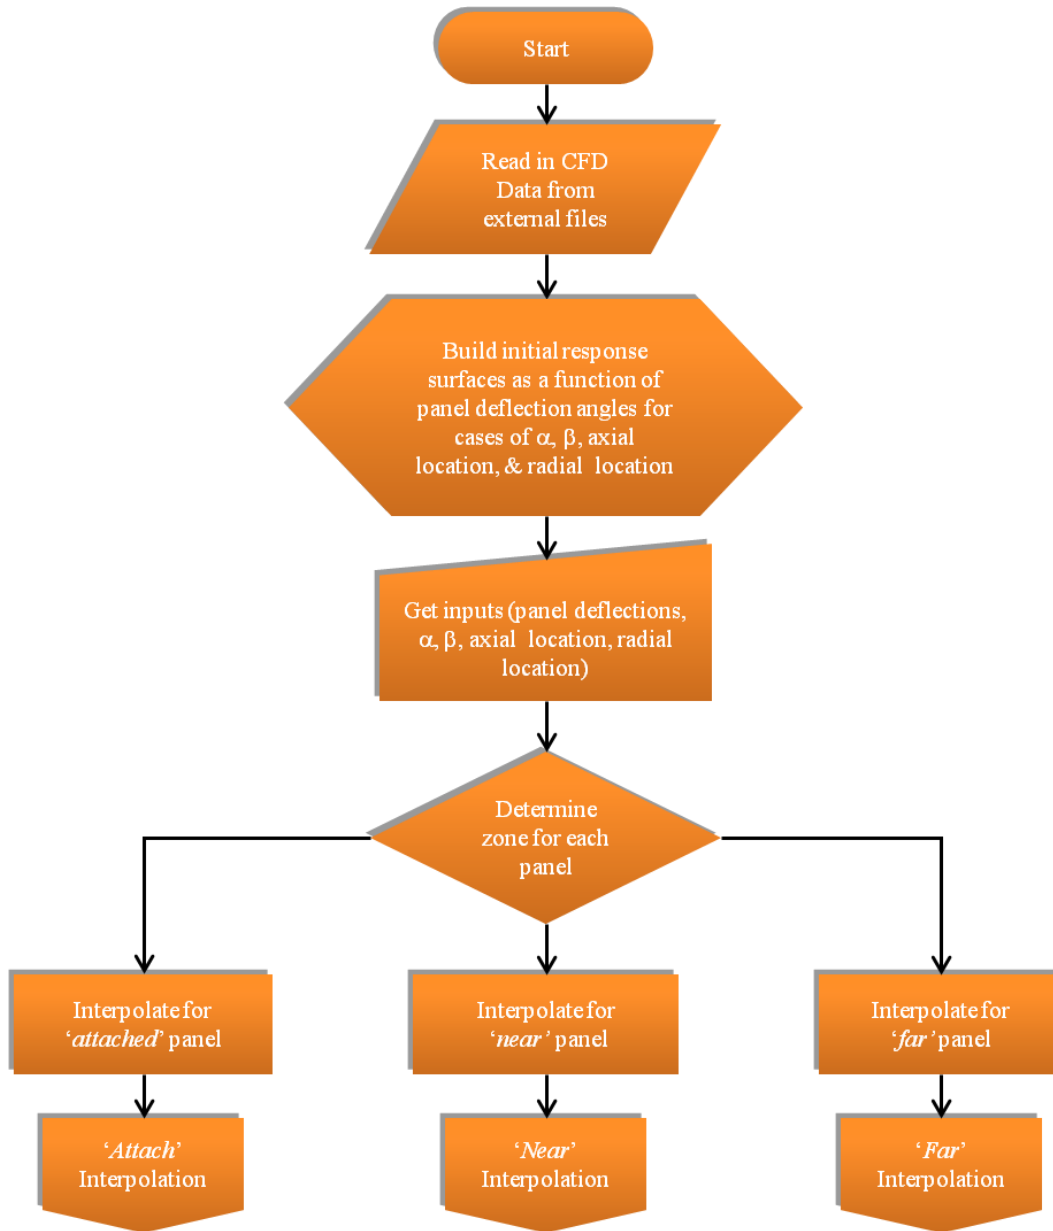 Start
Read in CFD
Data from
external files
Build initial response
surfaces as a function of
panel deflection angles for
cases of α, β, axial
location, & radial location
Get inputs (panel deflections,
α, β, axial location, radial
location)
Determine
zone for each
panel
Interpolate for
‘attached’ panel
Interpolate for
‘near’ panel
Interpolate for
‘far’ panel
‘Attach’
Interpolation
‘Near’
Interpolation
‘Far’
Interpolation